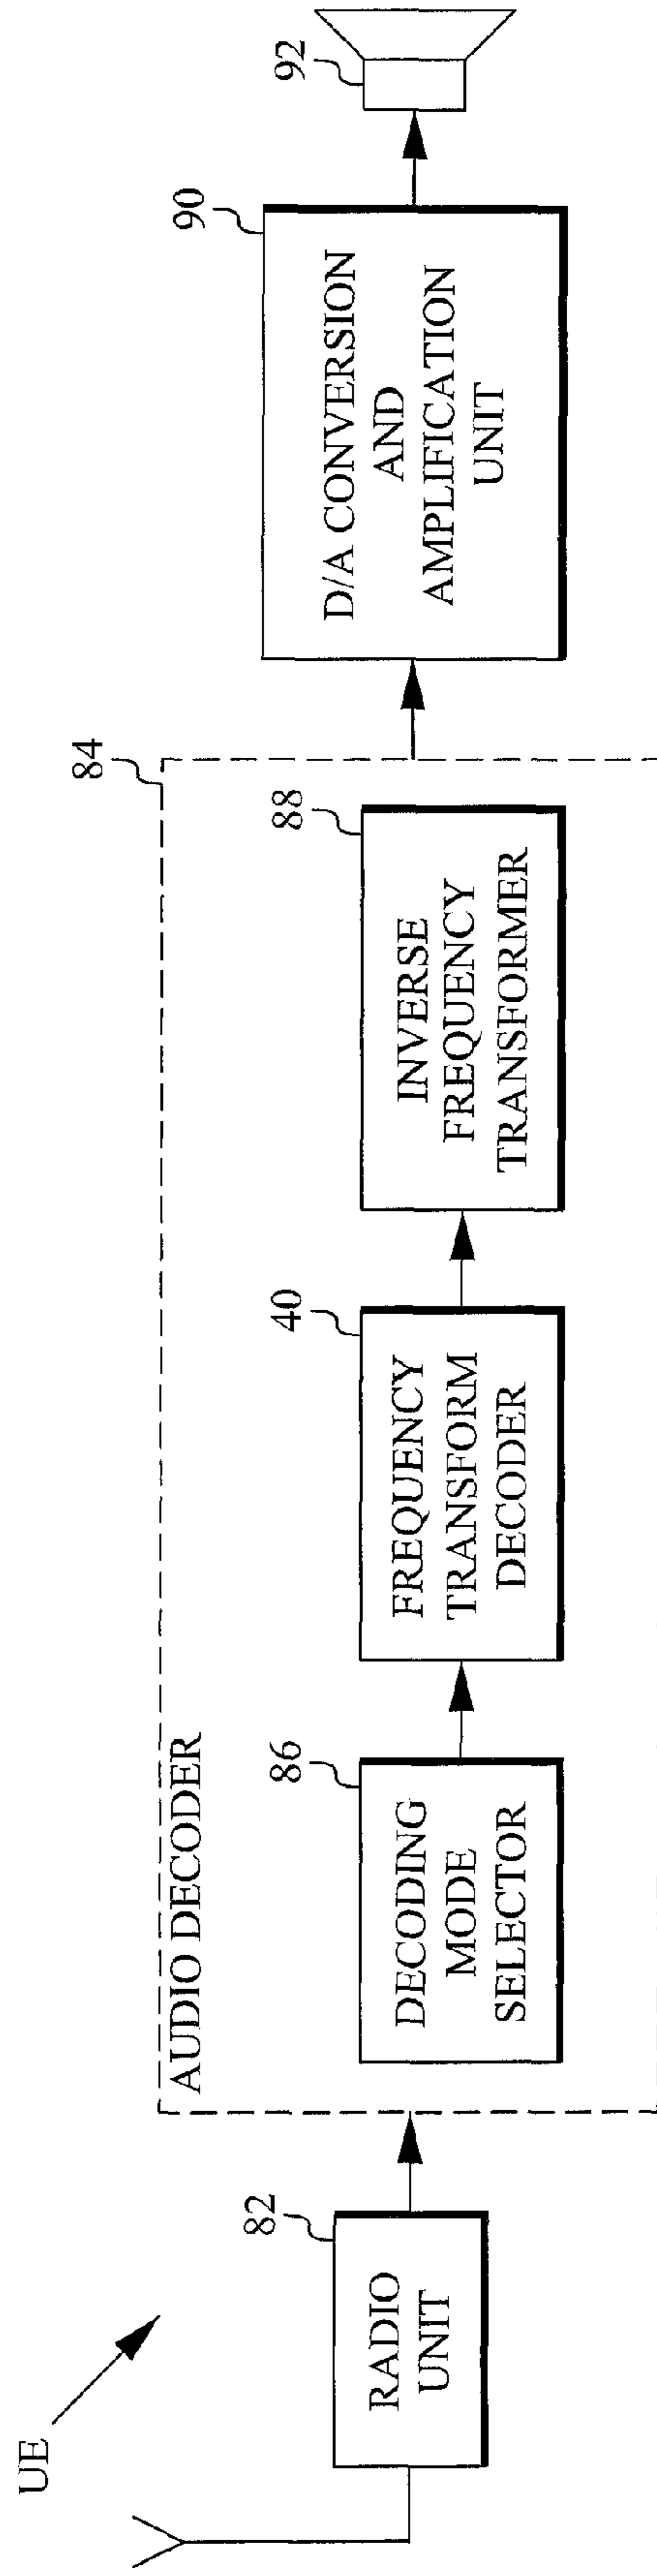 UE
82
RADIO
UNIT
84
AUDIO DECODER
86
DECODING
MODE
SELECTOR
40
FREQUENCY
TRANSFORM
DECODER
88
INVERSE
FREQUENCY
TRANSFORMER
90
D/A CONVERSION
AND
AMPLIFICATION
UNIT
92